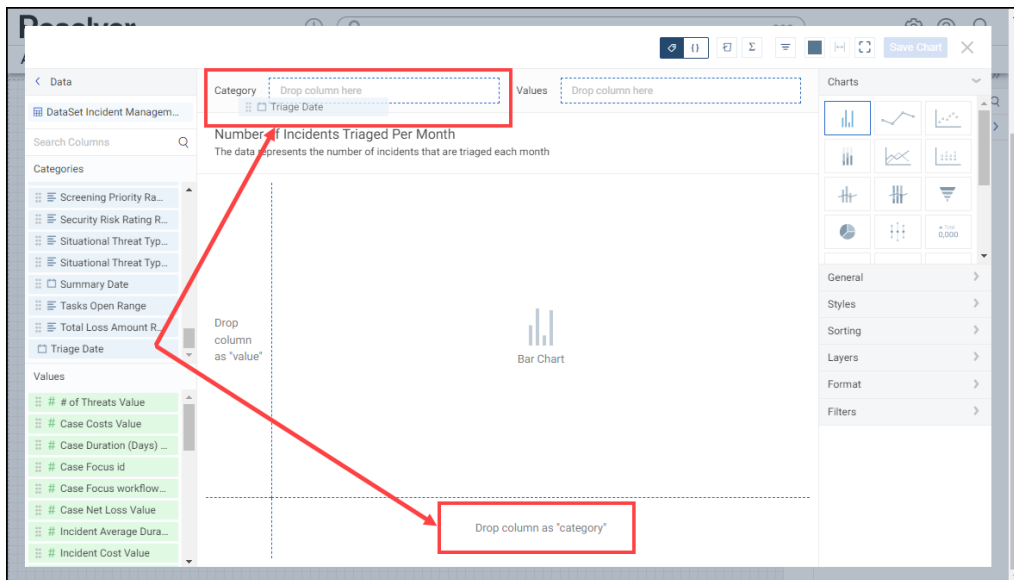 Resolver
Save Chart
Data
DataSet Incident Managem...
Search Columns
Categories
Screening Priority Ra...
Security Risk Rating R...
Situational Threat Typ...
Situational Threat Typ...
Summary Date
Tasks Open Range
Total Loss Amount R...
Triage Date
Values
# # of Threats Value
# Case Costs Value
# Case Duration (Days) ...
# Case Focus id
# Case Focus workflow...
# Case Net Loss Value
# Incident Average Dura...
# Incident Cost Value
Category
Drop column here
Triage Date
Values
Drop column here
Number of Incidents Triaged Per Month
The data represents the number of incidents that are triaged each month
Drop
column
as "value"
Bar Chart
Drop column as "category"
Charts
Total
0,000
General
Styles
Sorting
Layers
Format
Filters